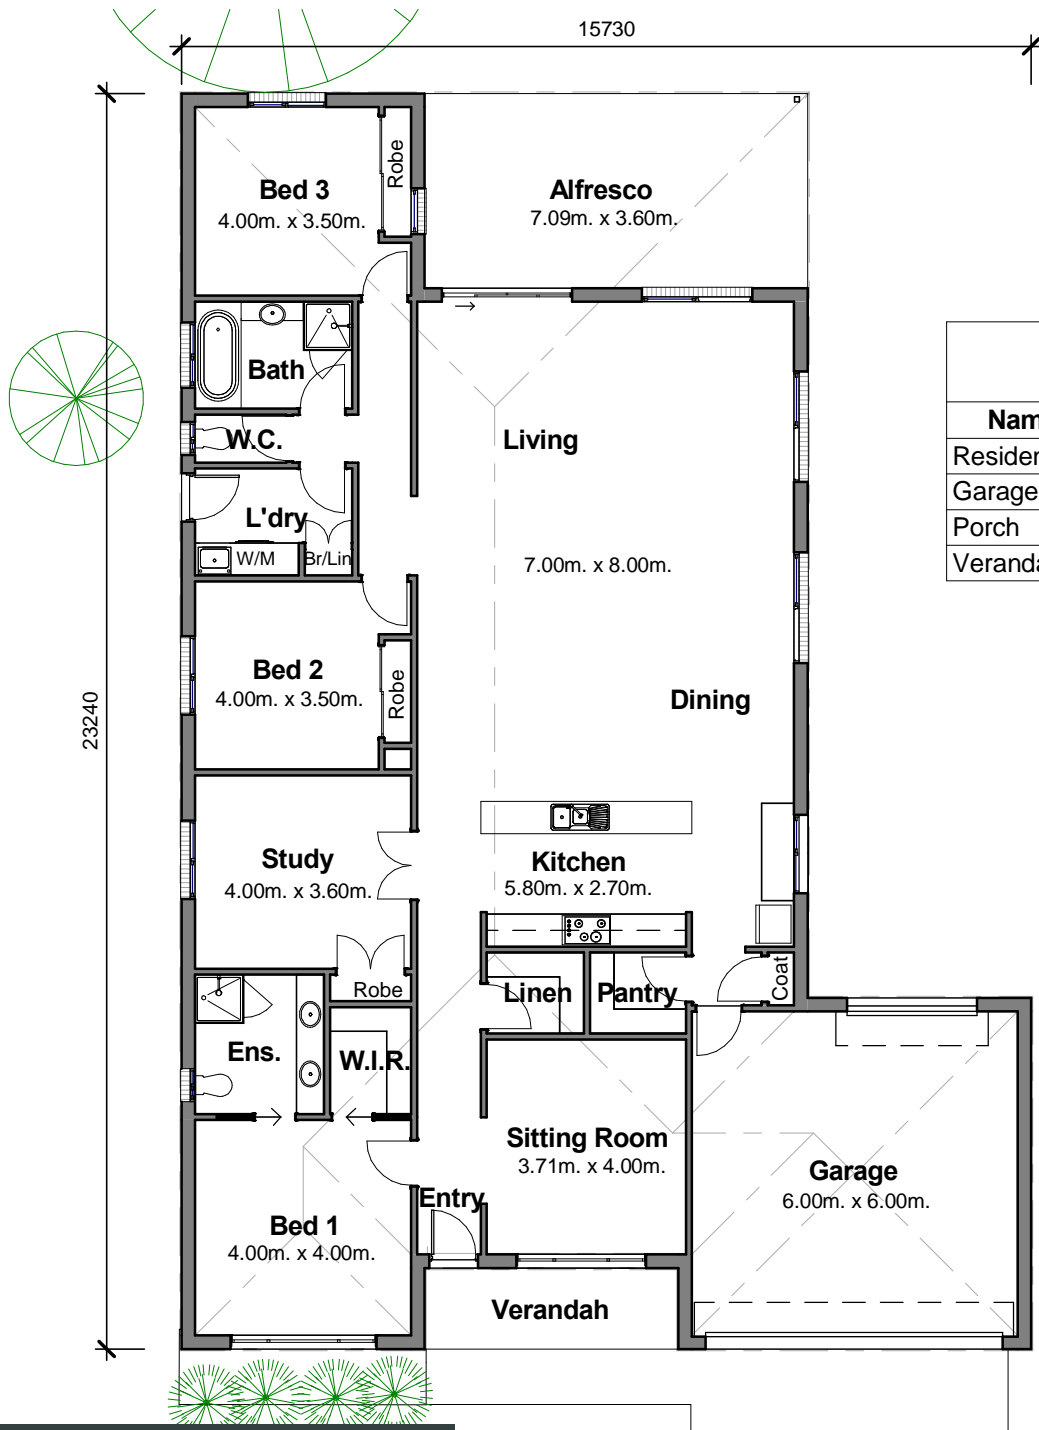 15730
Bed 3
4.00m. x 3.50m.
Robe
Alfresco
7.09m. x 3.60m.
Bath
W.C.
Living
Nam
Residen
Garage
Porch
Veranda
L'dry
W/M
Br/Lin
7.00m. x 8.00m.
Bed 2
4.00m. x 3.50m.
Robe
Dining
23240
Study
4.00m. x 3.60m.
Kitchen
5.80m. x 2.70m.
Robe
Linen
Pantry
Coat
Ens.
W.I.R.
Sitting Room
3.71m. x 4.00m.
Garage
6.00m. x 6.00m.
Entry
Bed 1
4.00m. x 4.00m.
Verandah